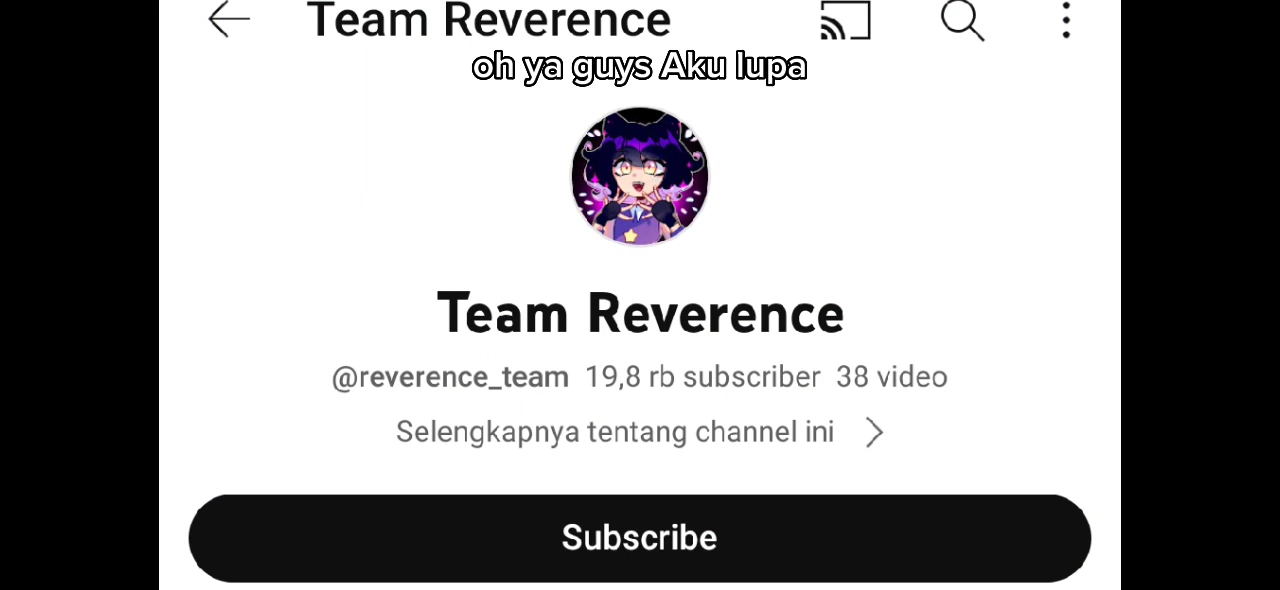 Team Reverence
oh ya guys Aku lupa
Team Reverence
@reverence_team 19,8 rb subscriber 38 video
Selengkapnya tentang channel ini
Subscribe